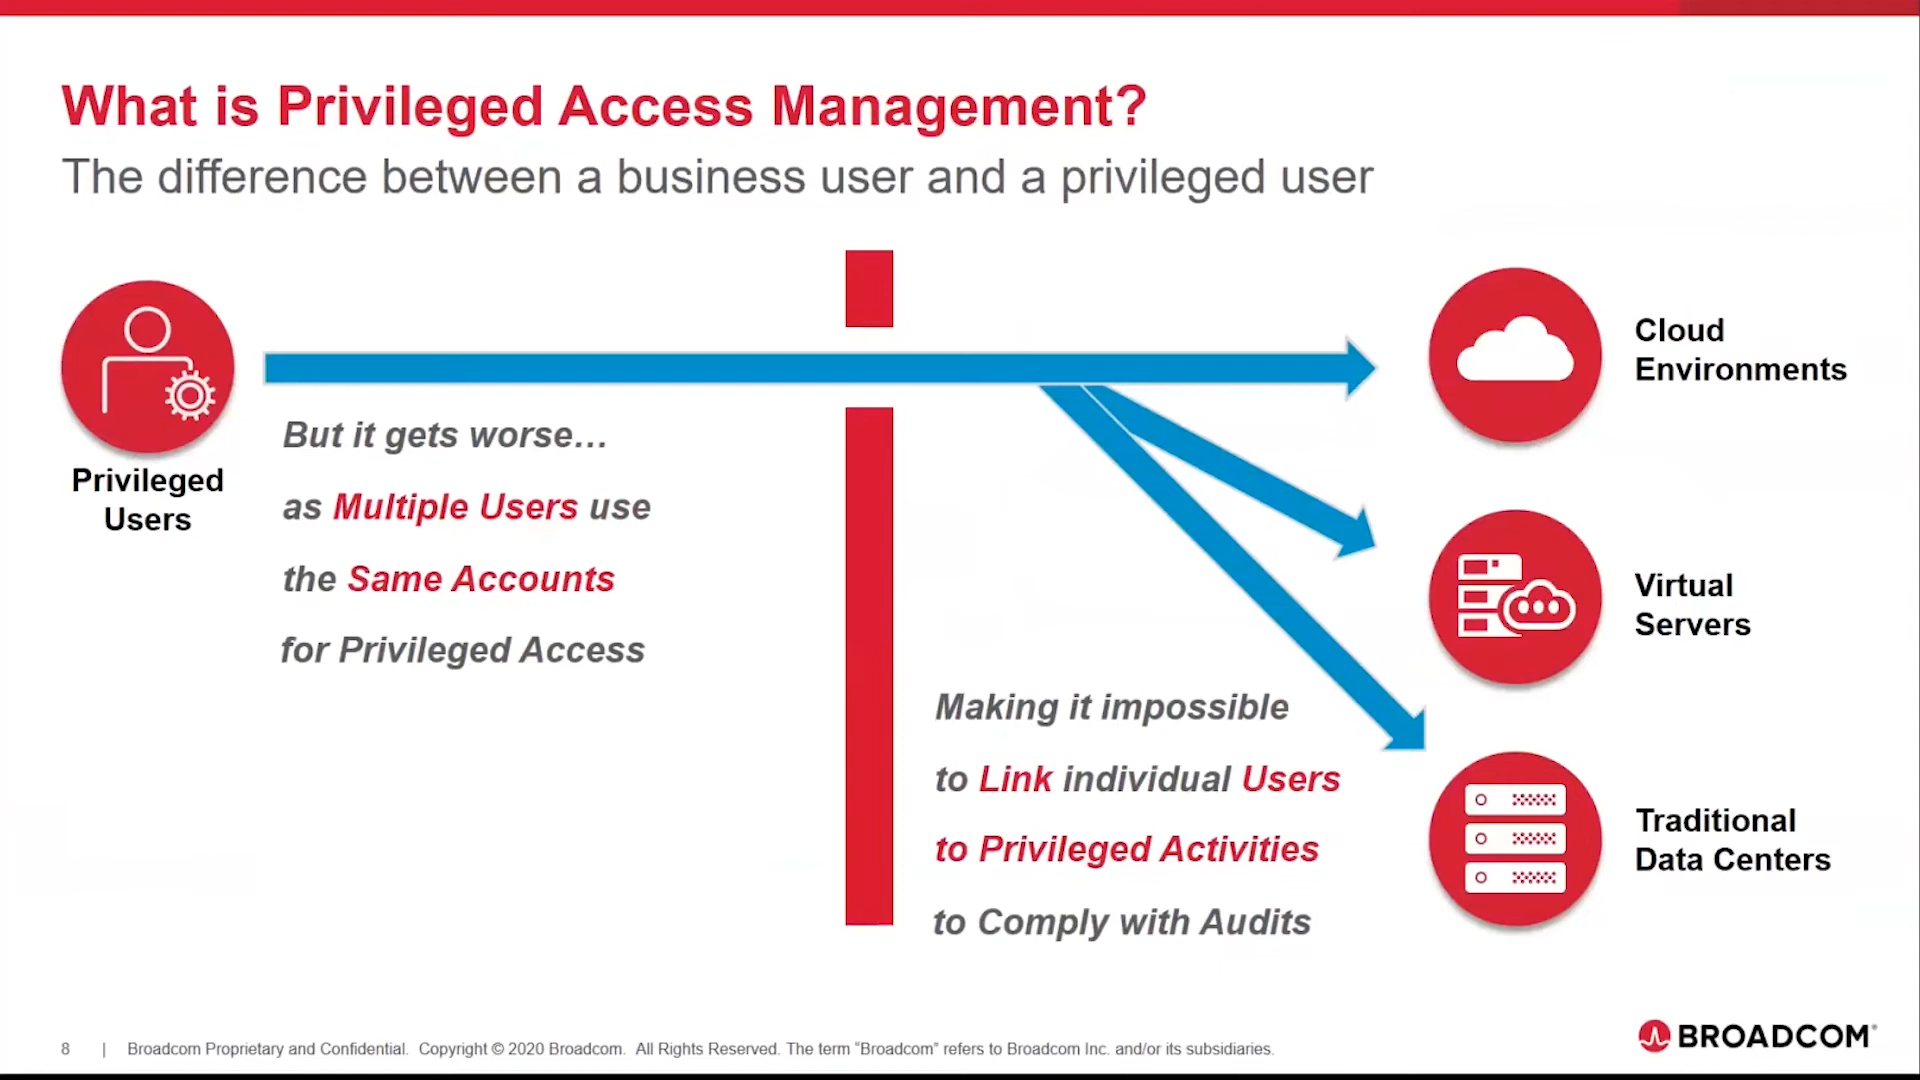 What is Privileged Access Management?
The difference between a business user and a privileged user
Privileged
Users
But it gets worse…
as Multiple Users use
the Same Accounts
for Privileged Access
Making it impossible
to Link individual Users
to Privileged Activities
to Comply with Audits
Cloud
Environments
Virtual
Servers
Traditional
Data Centers
8 | Broadcom Proprietary and Confidential. Copyright © 2020 Broadcom. All Rights Reserved. The term “Broadcom” refers to Broadcom Inc. and/or its subsidiaries.
BROADCOM®